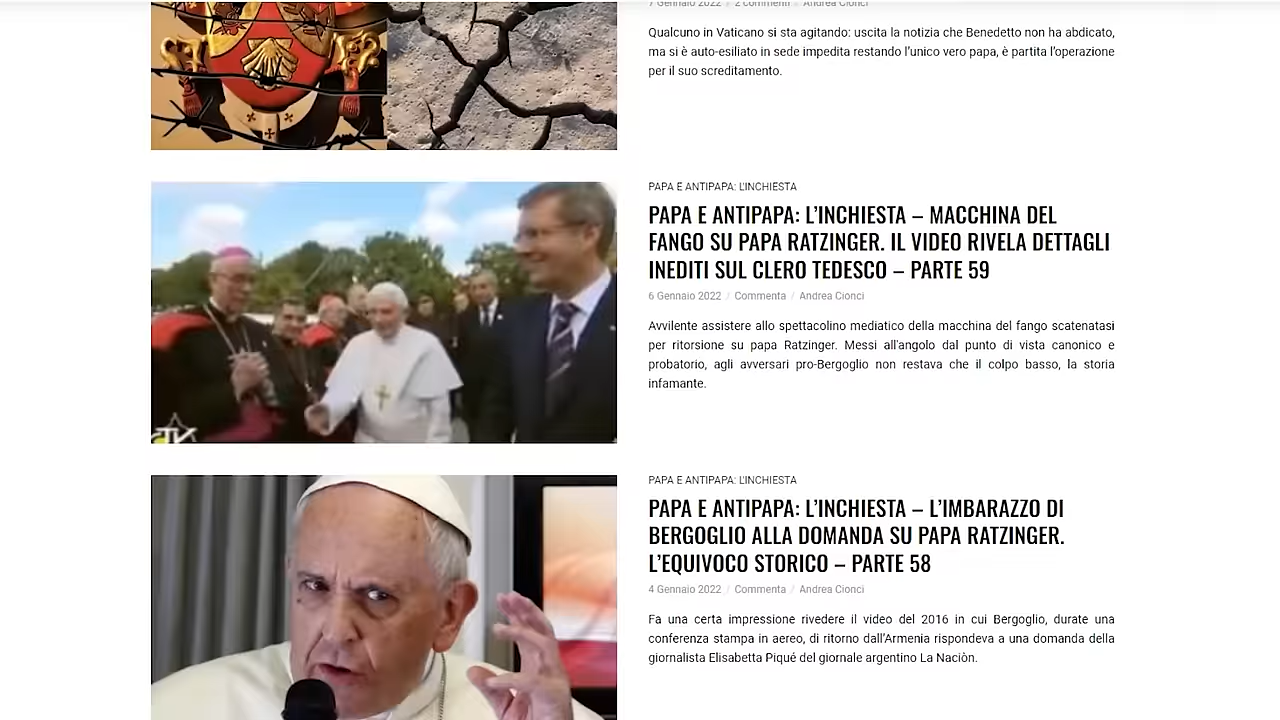 7 Gennaio 2022 / 2 commenti / Andrea Cionci
Qualcuno in Vaticano si sta agitando: uscita la notizia che Benedetto non ha abdicato,
ma si è auto-esiliato in sede impedita restando l'unico vero papa, è partita l'operazione
per il suo screditamento.
PAPA E ANTIPAPA: L'INCHIESTA
PAPA E ANTIPAPA: L'INCHIESTA – MACCHINA DEL
FANGO SU PAPA RATZINGER. IL VIDEO RIVELA DETTAGLI
INEDITI SUL CLERO TEDESCO – PARTE 59
6 Gennaio 2022 / Commenta / Andrea Cionci
Avvilente assistere allo spettacolino mediatico della macchina del fango scatenatasi
per ritorsione su papa Ratzinger. Messi all'angolo dal punto di vista canonico e
probatorio, agli avversari pro-Bergoglio non restava che il colpo basso, la storia
infamante.
CTV
PAPA E ANTIPAPA: L'INCHIESTA
PAPA E ANTIPAPA: L'INCHIESTA – L'IMBARAZZO DI
BERGOGLIO ALLA DOMANDA SU PAPA RATZINGER.
L'EQUIVOCO STORICO – PARTE 58
4 Gennaio 2022 / Commenta / Andrea Cionci
Fa una certa impressione rivedere il video del 2016 in cui Bergoglio, durate una
conferenza stampa in aereo, di ritorno dall'Armenia rispondeva a una domanda della
giornalista Elisabetta Piqué del giornale argentino La Naciòn.